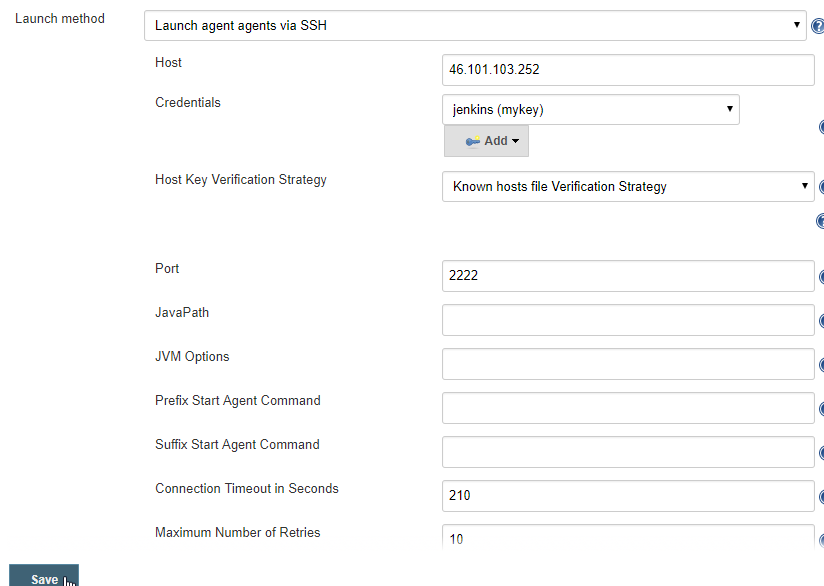 Launch method
Launch agent agents via SSH
Host
46.101.103.252
Credentials
jenkins (mykey)
Add
Host Key Verification Strategy
Known hosts file Verification Strategy
Port
2222
JavaPath
JVM Options
Prefix Start Agent Command
Suffix Start Agent Command
Connection Timeout in Seconds
210
Maximum Number of Retries
10
Save